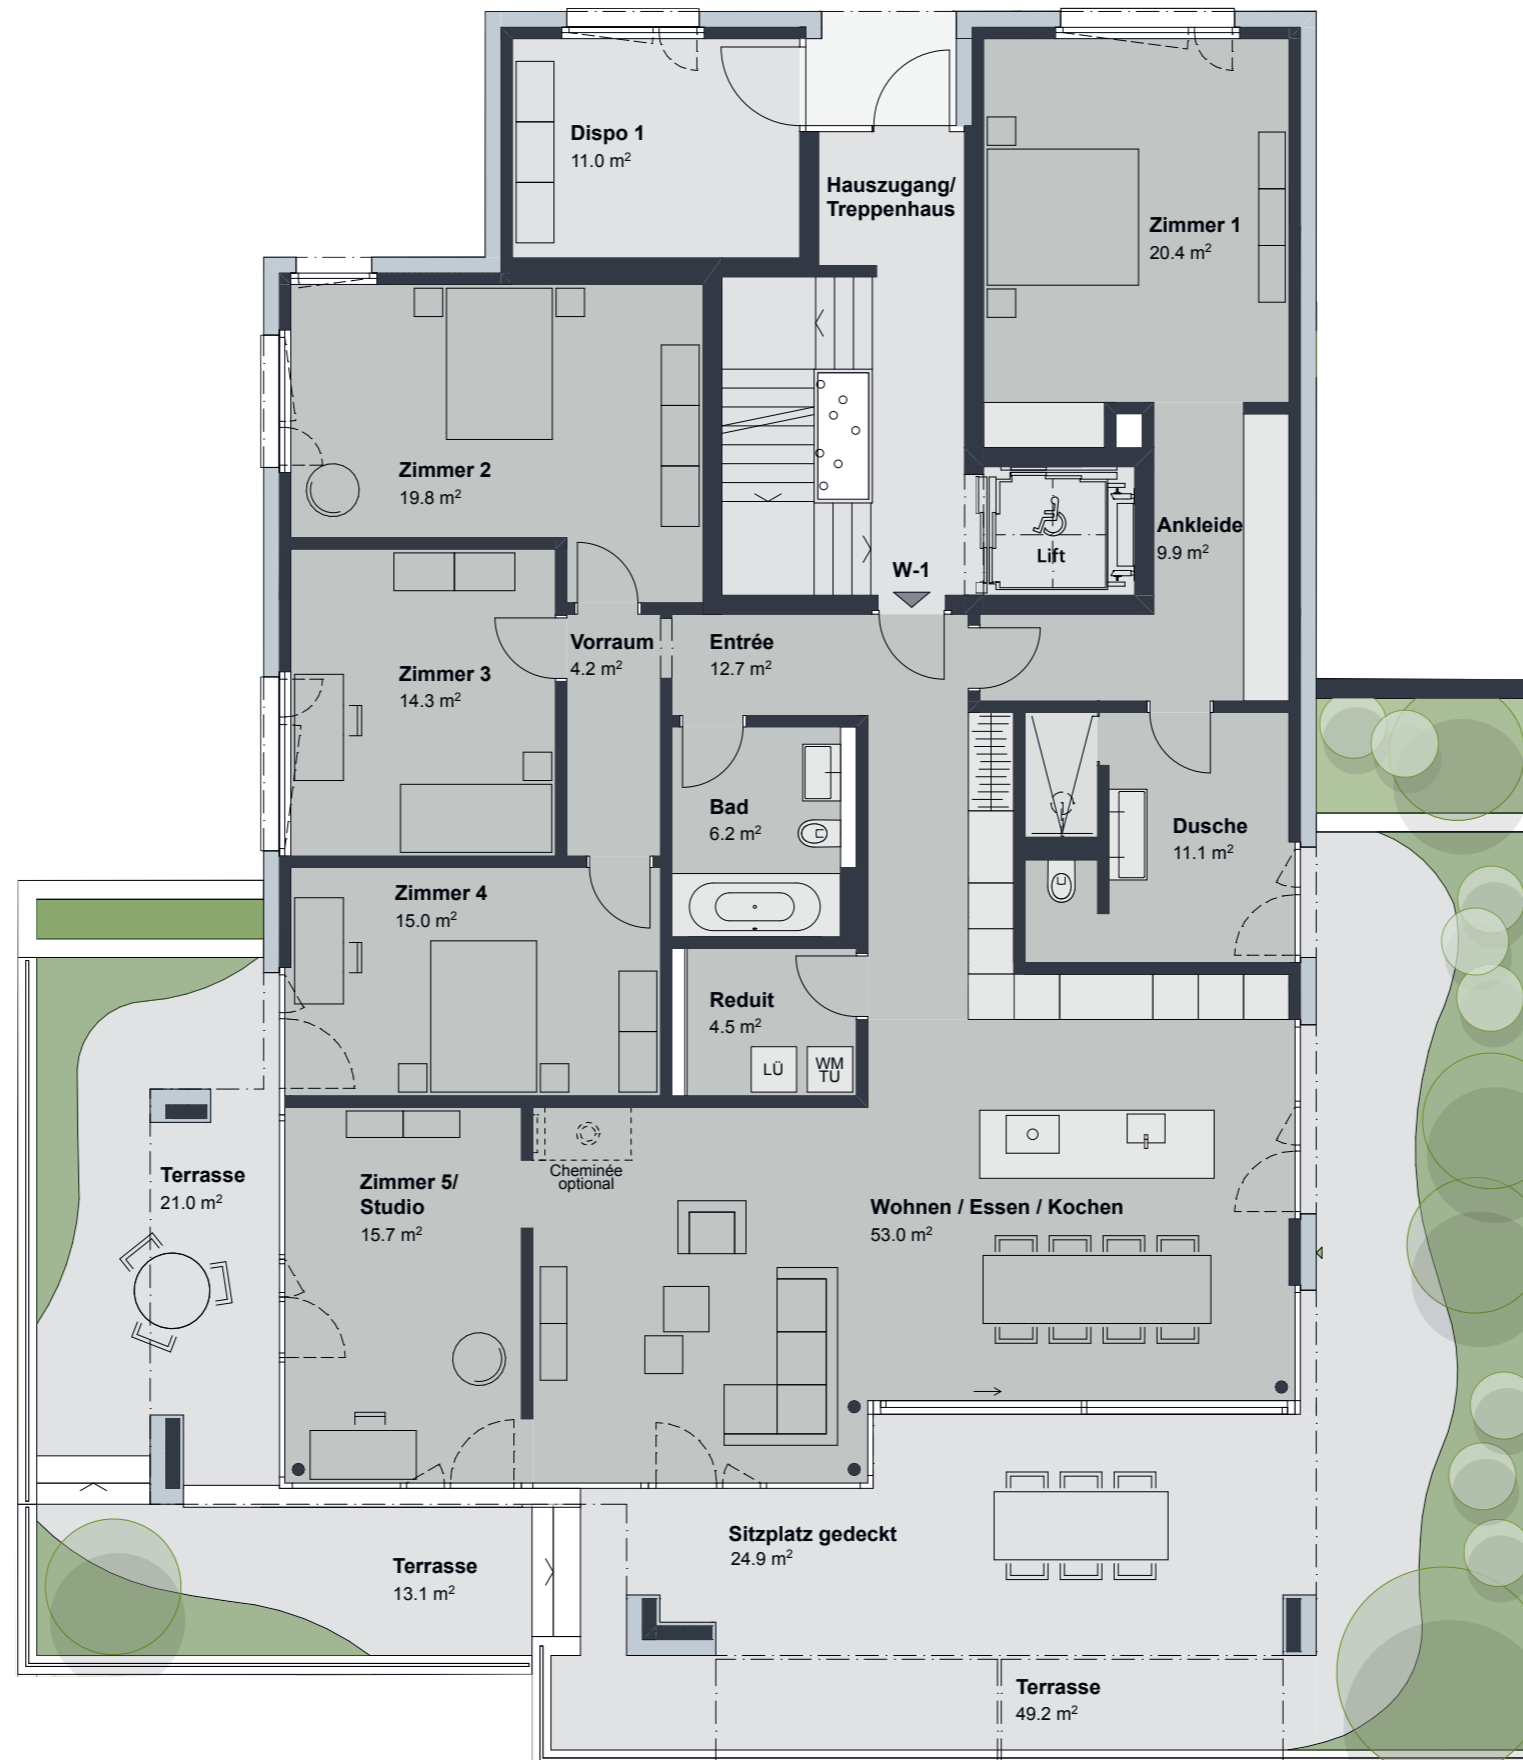 Dispo 1
11.0 m²
Hauszugang/
Treppenhaus
Zimmer 1
20.4 m²
Zimmer 2
19.8 m²
Ankleide
9.9 m²
Lift
W-1
Vorraum
4.2 m²
Entrée
12.7 m²
Zimmer 3
14.3 m²
Bad
6.2 m²
Dusche
11.1 m²
Zimmer 4
15.0 m²
Reduit
4.5 m²
LÜ
WM
TU
Cheminée
optional
Terrasse
21.0 m²
Zimmer 5/
Studio
15.7 m²
Wohnen / Essen / Kochen
53.0 m²
Sitzplatz gedeckt
24.9 m²
Terrasse
13.1 m²
Terrasse
49.2 m²